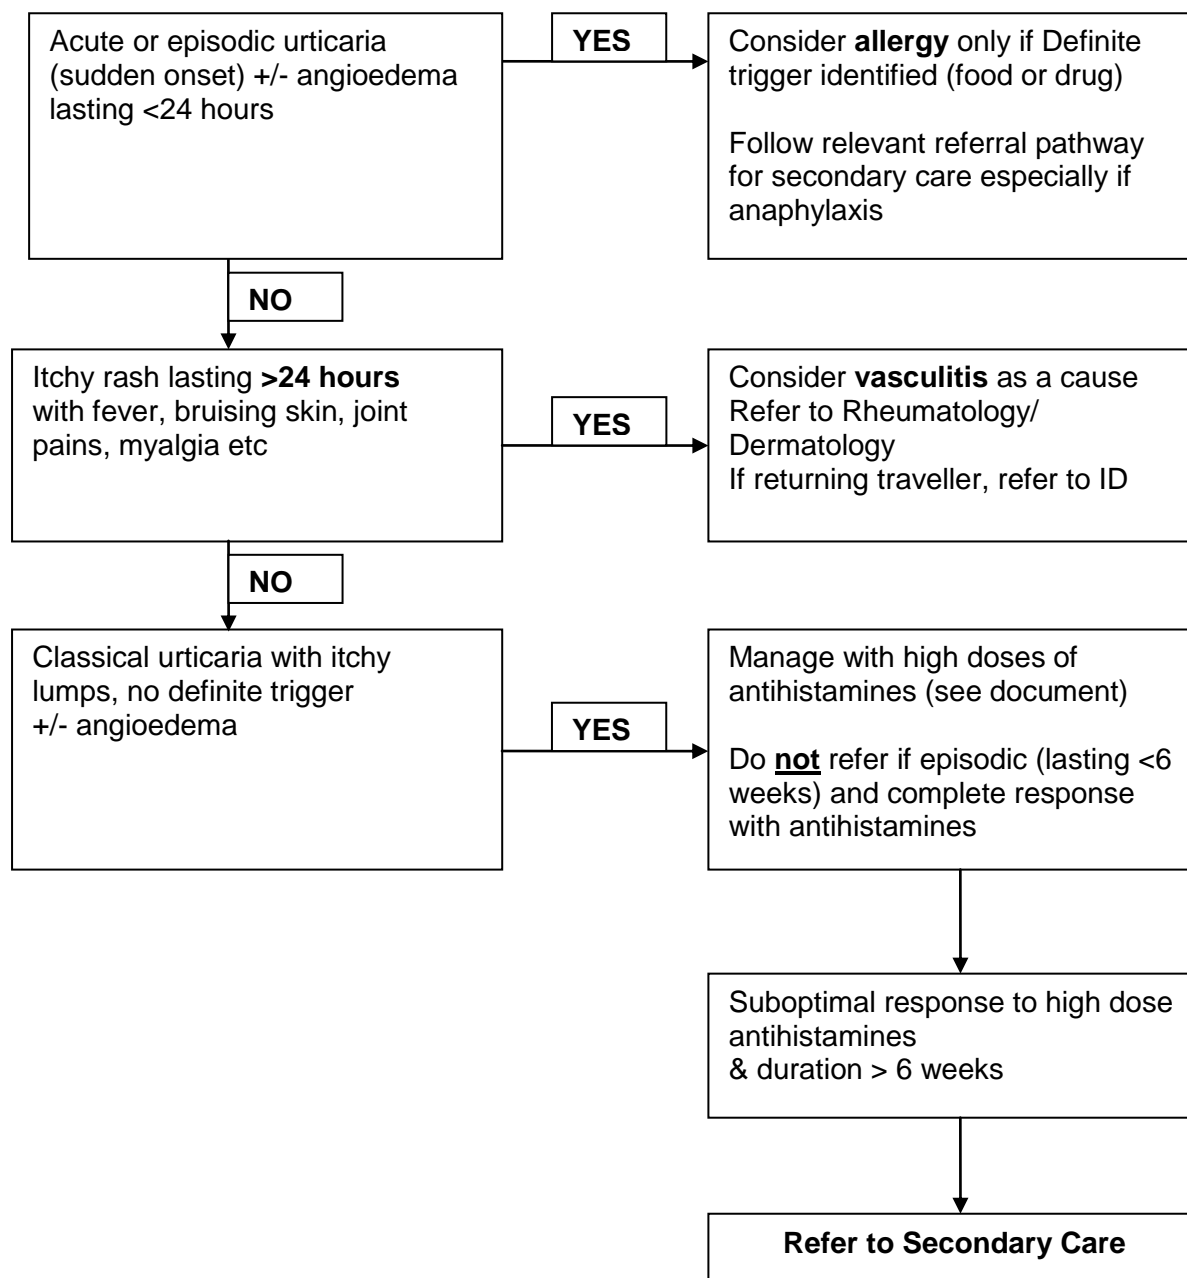 Acute or episodic urticaria
(sudden onset) +/- angioedema
lasting <24 hours
YES
Consider allergy only if Definite
trigger identified (food or drug)
Follow relevant referral pathway
for secondary care especially if
anaphylaxis
NO
Itchy rash lasting >24 hours
with fever, bruising skin, joint
pains, myalgia etc
YES
Consider vasculitis as a cause
Refer to Rheumatology/
Dermatology
If returning traveller, refer to ID
NO
Classical urticaria with itchy
lumps, no definite trigger
+/- angioedema
YES
Manage with high doses of
antihistamines (see document)
Do not refer if episodic (lasting <6
weeks) and complete response
with antihistamines
Suboptimal response to high dose
antihistamines
& duration > 6 weeks
Refer to Secondary Care